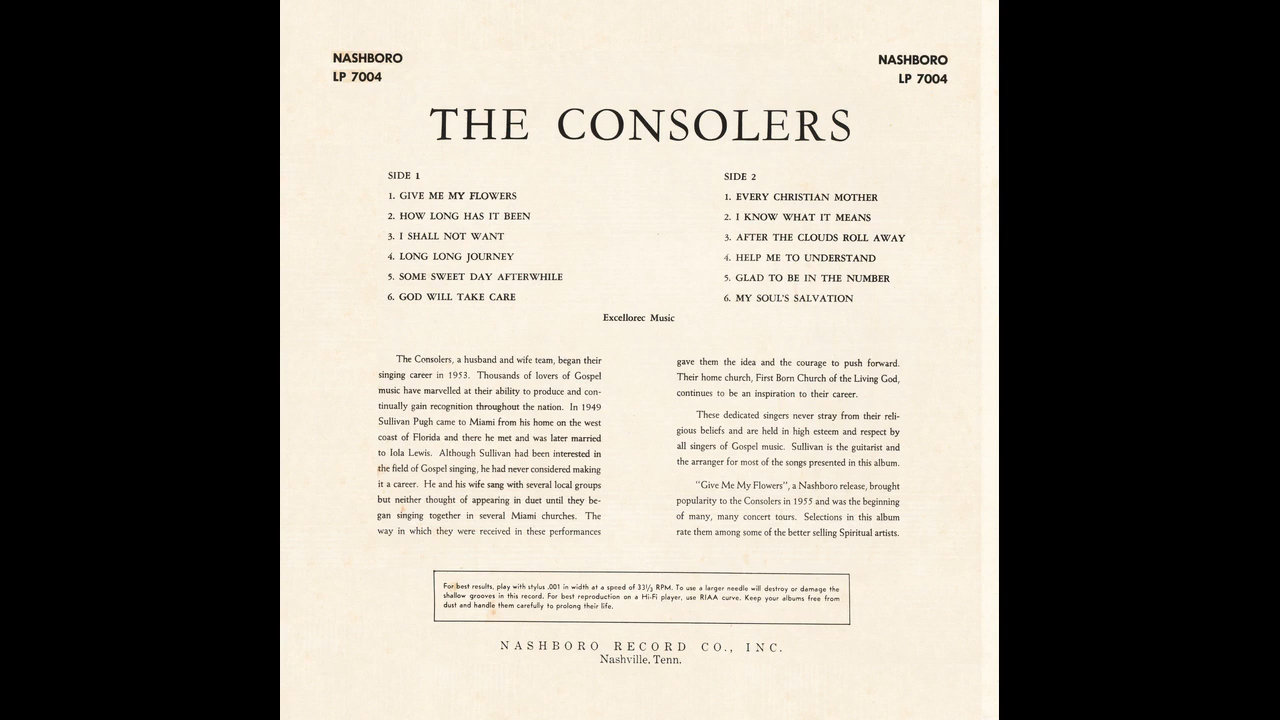 NASHBORO
LP 7004
NASHBORO
LP 7004
THE CONSOLERS
SIDE 1
1. GIVE ME MY FLOWERS
2. HOW LONG HAS IT BEEN
3. I SHALL NOT WANT
4. LONG LONG JOURNEY
5. SOME SWEET DAY AFTERWHILE
6. GOD WILL TAKE CARE
SIDE 2
1. EVERY CHRISTIAN MOTHER
2. I KNOW WHAT IT MEANS
3. AFTER THE CLOUDS ROLL AWAY
4. HELP ME TO UNDERSTAND
5. GLAD TO BE IN THE NUMBER
6. MY SOUL'S SALVATION
Excellorec Music
The Consolers, a husband and wife team, began their
singing career in 1953. Thousands of lovers of Gospel
music have marvelled at their ability to produce and con-
tinually gain recognition throughout the nation. In 1949
Sullivan Pugh came to Miami from his home on the west
coast of Florida and there he met and was later married
to Iola Lewis. Although Sullivan had been interested in
the field of Gospel singing, he had never considered making
it a career. He and his wife sang with several local groups
but neither thought of appearing in duet until they be-
gan singing together in several Miami churches. The
way in which they were received in these performances
gave them the idea and the courage to push forward.
Their home church, First Born Church of the Living God,
continues to be an inspiration to their career.
These dedicated singers never stray from their reli-
gious beliefs and are held in high esteem and respect by
all singers of Gospel music. Sullivan is the guitarist and
the arranger for most of the songs presented in this album.
"Give Me My Flowers", a Nashboro release, brought
popularity to the Consolers in 1955 and was the beginning
of many, many concert tours. Selections in this album
rate them among some of the better selling Spiritual artists.
For best results, play with stylus .001 in width at a speed of 33⅓ RPM. To use a larger needle will destroy or damage the
shallow grooves in this record. For best reproduction on a Hi-Fi player, use RIAA curve. Keep your albums free from
dust and handle them carefully to prolong their life.
NASHBORO RECORD CO., INC.
Nashville, Tenn.